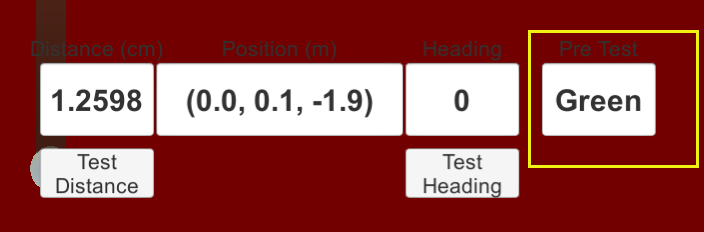 Distance (cm) Position (m) Heading Pre Test
1.2598 (0.0, 0.1, -1.9) 0 Green
Test Test
Distance Heading